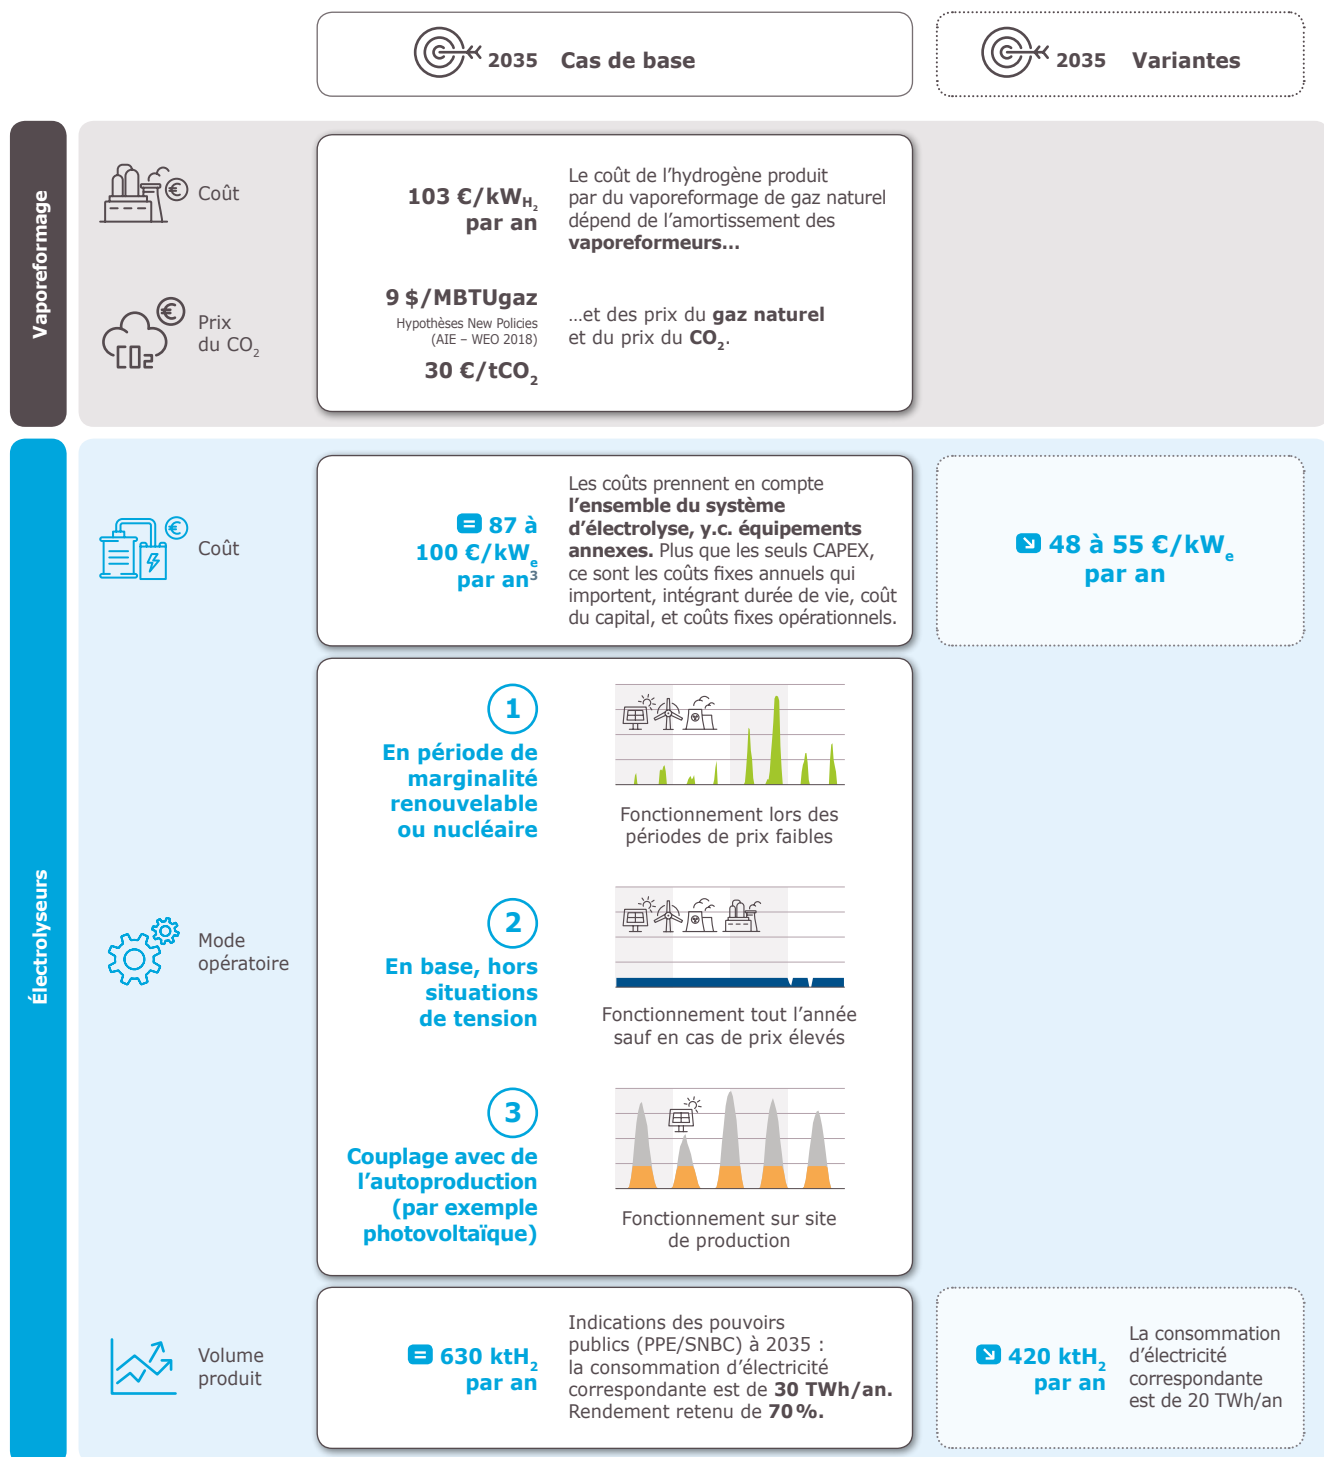 2035 Cas de base
2035 Variantes
Vaporeformage
Coût
103 €/kW_H₂
par an
Le coût de l'hydrogène produit
par du vaporeformage de gaz naturel
dépend de l'amortissement des
vaporeformeurs…
Prix
du CO₂
CO₂
9 $/MBTUgaz
Hypothèses New Policies
(AIE – WEO 2018)
30 €/tCO₂
…et des prix du gaz naturel
et du prix du CO₂.
Électrolyseurs
Coût
= 87 à
100 €/kWₑ
par an³
Les coûts prennent en compte
l'ensemble du système
d'électrolyse, y.c. équipements
annexes. Plus que les seuls CAPEX,
ce sont les coûts fixes annuels qui
importent, intégrant durée de vie, coût
du capital, et coûts fixes opérationnels.
48 à 55 €/kWₑ
par an
Mode
opératoire
1
En période de
marginalité
renouvelable
ou nucléaire
Fonctionnement lors des
périodes de prix faibles
2
En base, hors
situations
de tension
Fonctionnement tout l'année
sauf en cas de prix élevés
3
Couplage avec de
l'autoproduction
(par exemple
photovoltaïque)
Fonctionnement sur site
de production
Volume
produit
= 630 ktH₂
par an
Indications des pouvoirs
publics (PPE/SNBC) à 2035 :
la consommation d'électricité
correspondante est de 30 TWh/an.
Rendement retenu de 70 %.
420 ktH₂
par an
La consommation
d'électricité
correspondante
est de 20 TWh/an